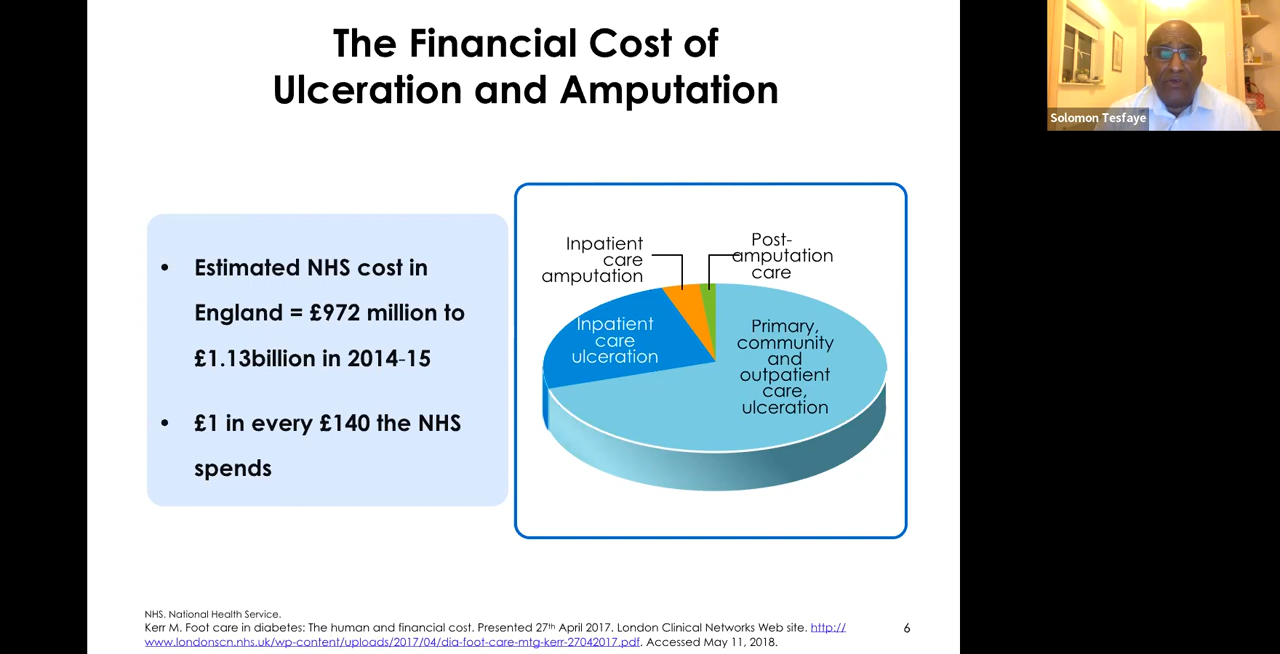 The Financial Cost of
Ulceration and Amputation
Solomon Tesfaye
• Estimated NHS cost in
England = £972 million to
£1.13billion in 2014-15
• £1 in every £140 the NHS
spends
Inpatient
care
amputation
Post-
amputation
care
Inpatient
care
ulceration
Primary,
community
and
outpatient
care,
ulceration
NHS. National Health Service.
Kerr M. Foot care in diabetes: The human and financial cost. Presented 27th April 2017. London Clinical Networks Web site. http://
www.londonscn.nhs.uk/wp-content/uploads/2017/04/dia-foot-care-mtg-kerr-27042017.pdf. Accessed May 11, 2018.
6